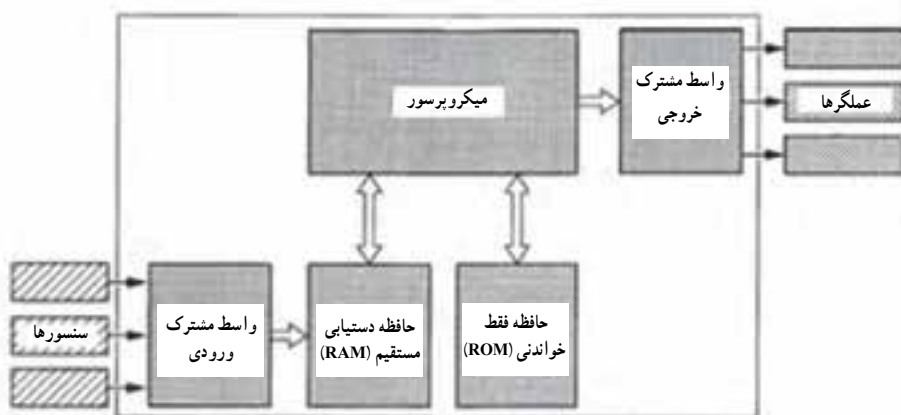 میکروپرسور
واسط مشترک
خروجی
عملگرها
سنسورها
واسط مشترک
ورودی
حافظه دستیابی
مستقیم (RAM)
حافظه فقط
خواندنی (ROM)